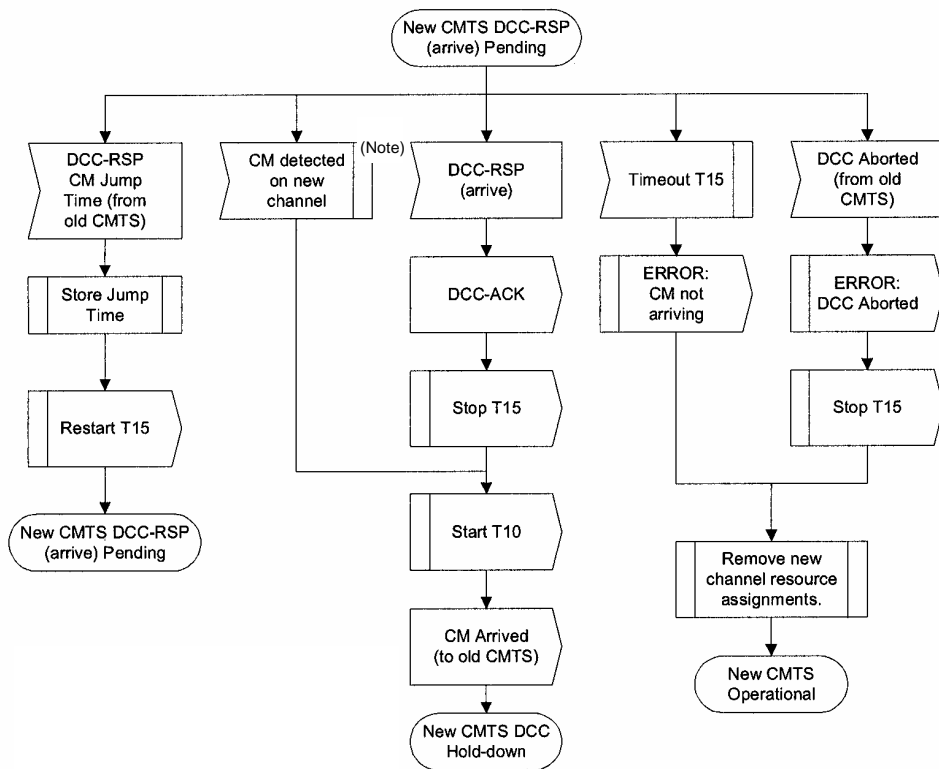 New CMTS DCC-RSP
(arrive) Pending
DCC-RSP
CM Jump
Time (from
old CMTS)
Store Jump
Time
Restart T15
New CMTS DCC-RSP
(arrive) Pending
CM detected
on new
channel
(Note)
DCC-RSP
(arrive)
DCC-ACK
Stop T15
Start T10
CM Arrived
(to old CMTS)
New CMTS DCC
Hold-down
Timeout T15
ERROR:
CM not
arriving
DCC Aborted
(from old
CMTS)
ERROR:
DCC Aborted
Stop T15
Remove new
channel resource
assignments.
New CMTS
Operational